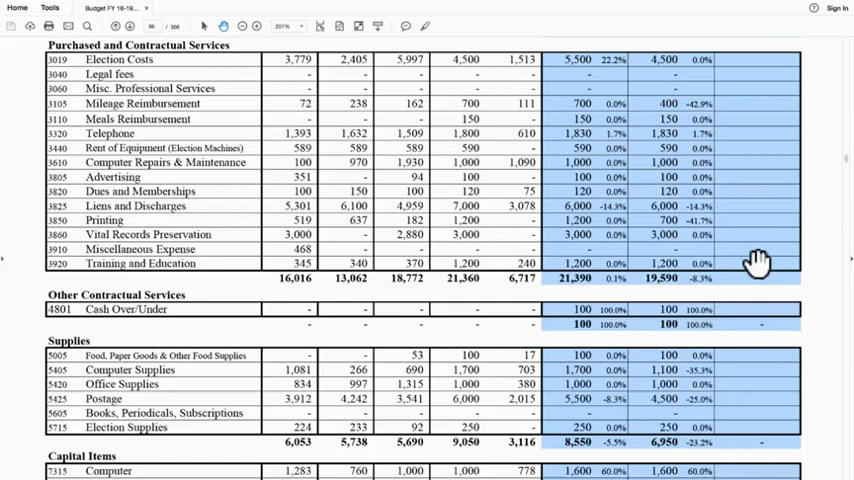 Home Tools Budget FY 18-19... × Sign In
96 / 356 201%
Purchased and Contractual Services
3019 Election Costs 3,779 2,405 5,997 4,500 1,513 5,500 22.2% 4,500 0.0%
3040 Legal fees - - - - - - -
3060 Misc. Professional Services - - - - - - -
3105 Mileage Reimbursement 72 238 162 700 111 700 0.0% 400 -42.9%
3110 Meals Reimbursement - - - 150 - 150 0.0% 150 0.0%
3320 Telephone 1,393 1,632 1,509 1,800 610 1,830 1.7% 1,830 1.7%
3440 Rent of Equipment (Election Machines) 589 589 589 590 - 590 0.0% 590 0.0%
3610 Computer Repairs & Maintenance 100 970 1,930 1,000 1,090 1,000 0.0% 1,000 0.0%
3805 Advertising 351 - 94 100 - 100 0.0% 100 0.0%
3820 Dues and Memberships 100 150 100 120 75 120 0.0% 120 0.0%
3825 Liens and Discharges 5,301 6,100 4,959 7,000 3,078 6,000 -14.3% 6,000 -14.3%
3850 Printing 519 637 182 1,200 - 1,200 0.0% 700 -41.7%
3860 Vital Records Preservation 3,000 - 2,880 3,000 - 3,000 0.0% 3,000 0.0%
3910 Miscellaneous Expense 468 - - - - - -
3920 Training and Education 345 340 370 1,200 240 1,200 0.0% 1,200 0.0%
16,016 13,062 18,772 21,360 6,717 21,390 0.1% 19,590 -8.3%
Other Contractual Services
4801 Cash Over/Under - - - - - 100 100.0% 100 100.0%
- - - - - 100 100.0% 100 100.0% -
Supplies
5005 Food, Paper Goods & Other Food Supplies - - 53 100 17 100 0.0% 100 0.0%
5405 Computer Supplies 1,081 266 690 1,700 703 1,700 0.0% 1,100 -35.3%
5420 Office Supplies 834 997 1,315 1,000 380 1,000 0.0% 1,000 0.0%
5425 Postage 3,912 4,242 3,541 6,000 2,015 5,500 -8.3% 4,500 -25.0%
5605 Books, Periodicals, Subscriptions - - - - - - -
5715 Election Supplies 224 233 92 250 - 250 0.0% 250 0.0%
6,053 5,738 5,690 9,050 3,116 8,550 -5.5% 6,950 -23.2% -
Capital Items
7315 Computer 1,283 760 1,000 1,000 778 1,600 60.0% 1,600 60.0%